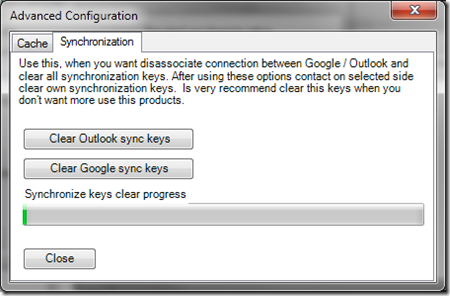 Advanced Configuration
Cache
Synchronization
Use this, when you want disassociate connection between Google / Outlook and
clear all synchronization keys. After using these options contact on selected side
clear own synchronization keys.  Is very recommend clear this keys when you
don't want more use this products.
Clear Outlook sync keys
Clear Google sync keys
Synchronize keys clear progress
Close